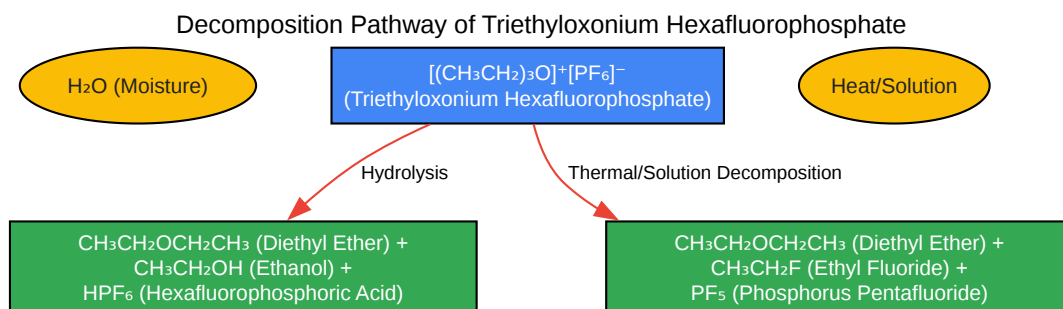 Decomposition Pathway of Triethyloxonium Hexafluorophosphate
H₂O (Moisture)
[(CH₃CH₂)₃O]⁺[PF₆]⁻
(Triethyloxonium Hexafluorophosphate)
Heat/Solution
Hydrolysis
Thermal/Solution Decomposition
CH₃CH₂OCH₂CH₃ (Diethyl Ether) +
CH₃CH₂OH (Ethanol) +
HPF₆ (Hexafluorophosphoric Acid)
CH₃CH₂OCH₂CH₃ (Diethyl Ether) +
CH₃CH₂F (Ethyl Fluoride) +
PF₅ (Phosphorus Pentafluoride)